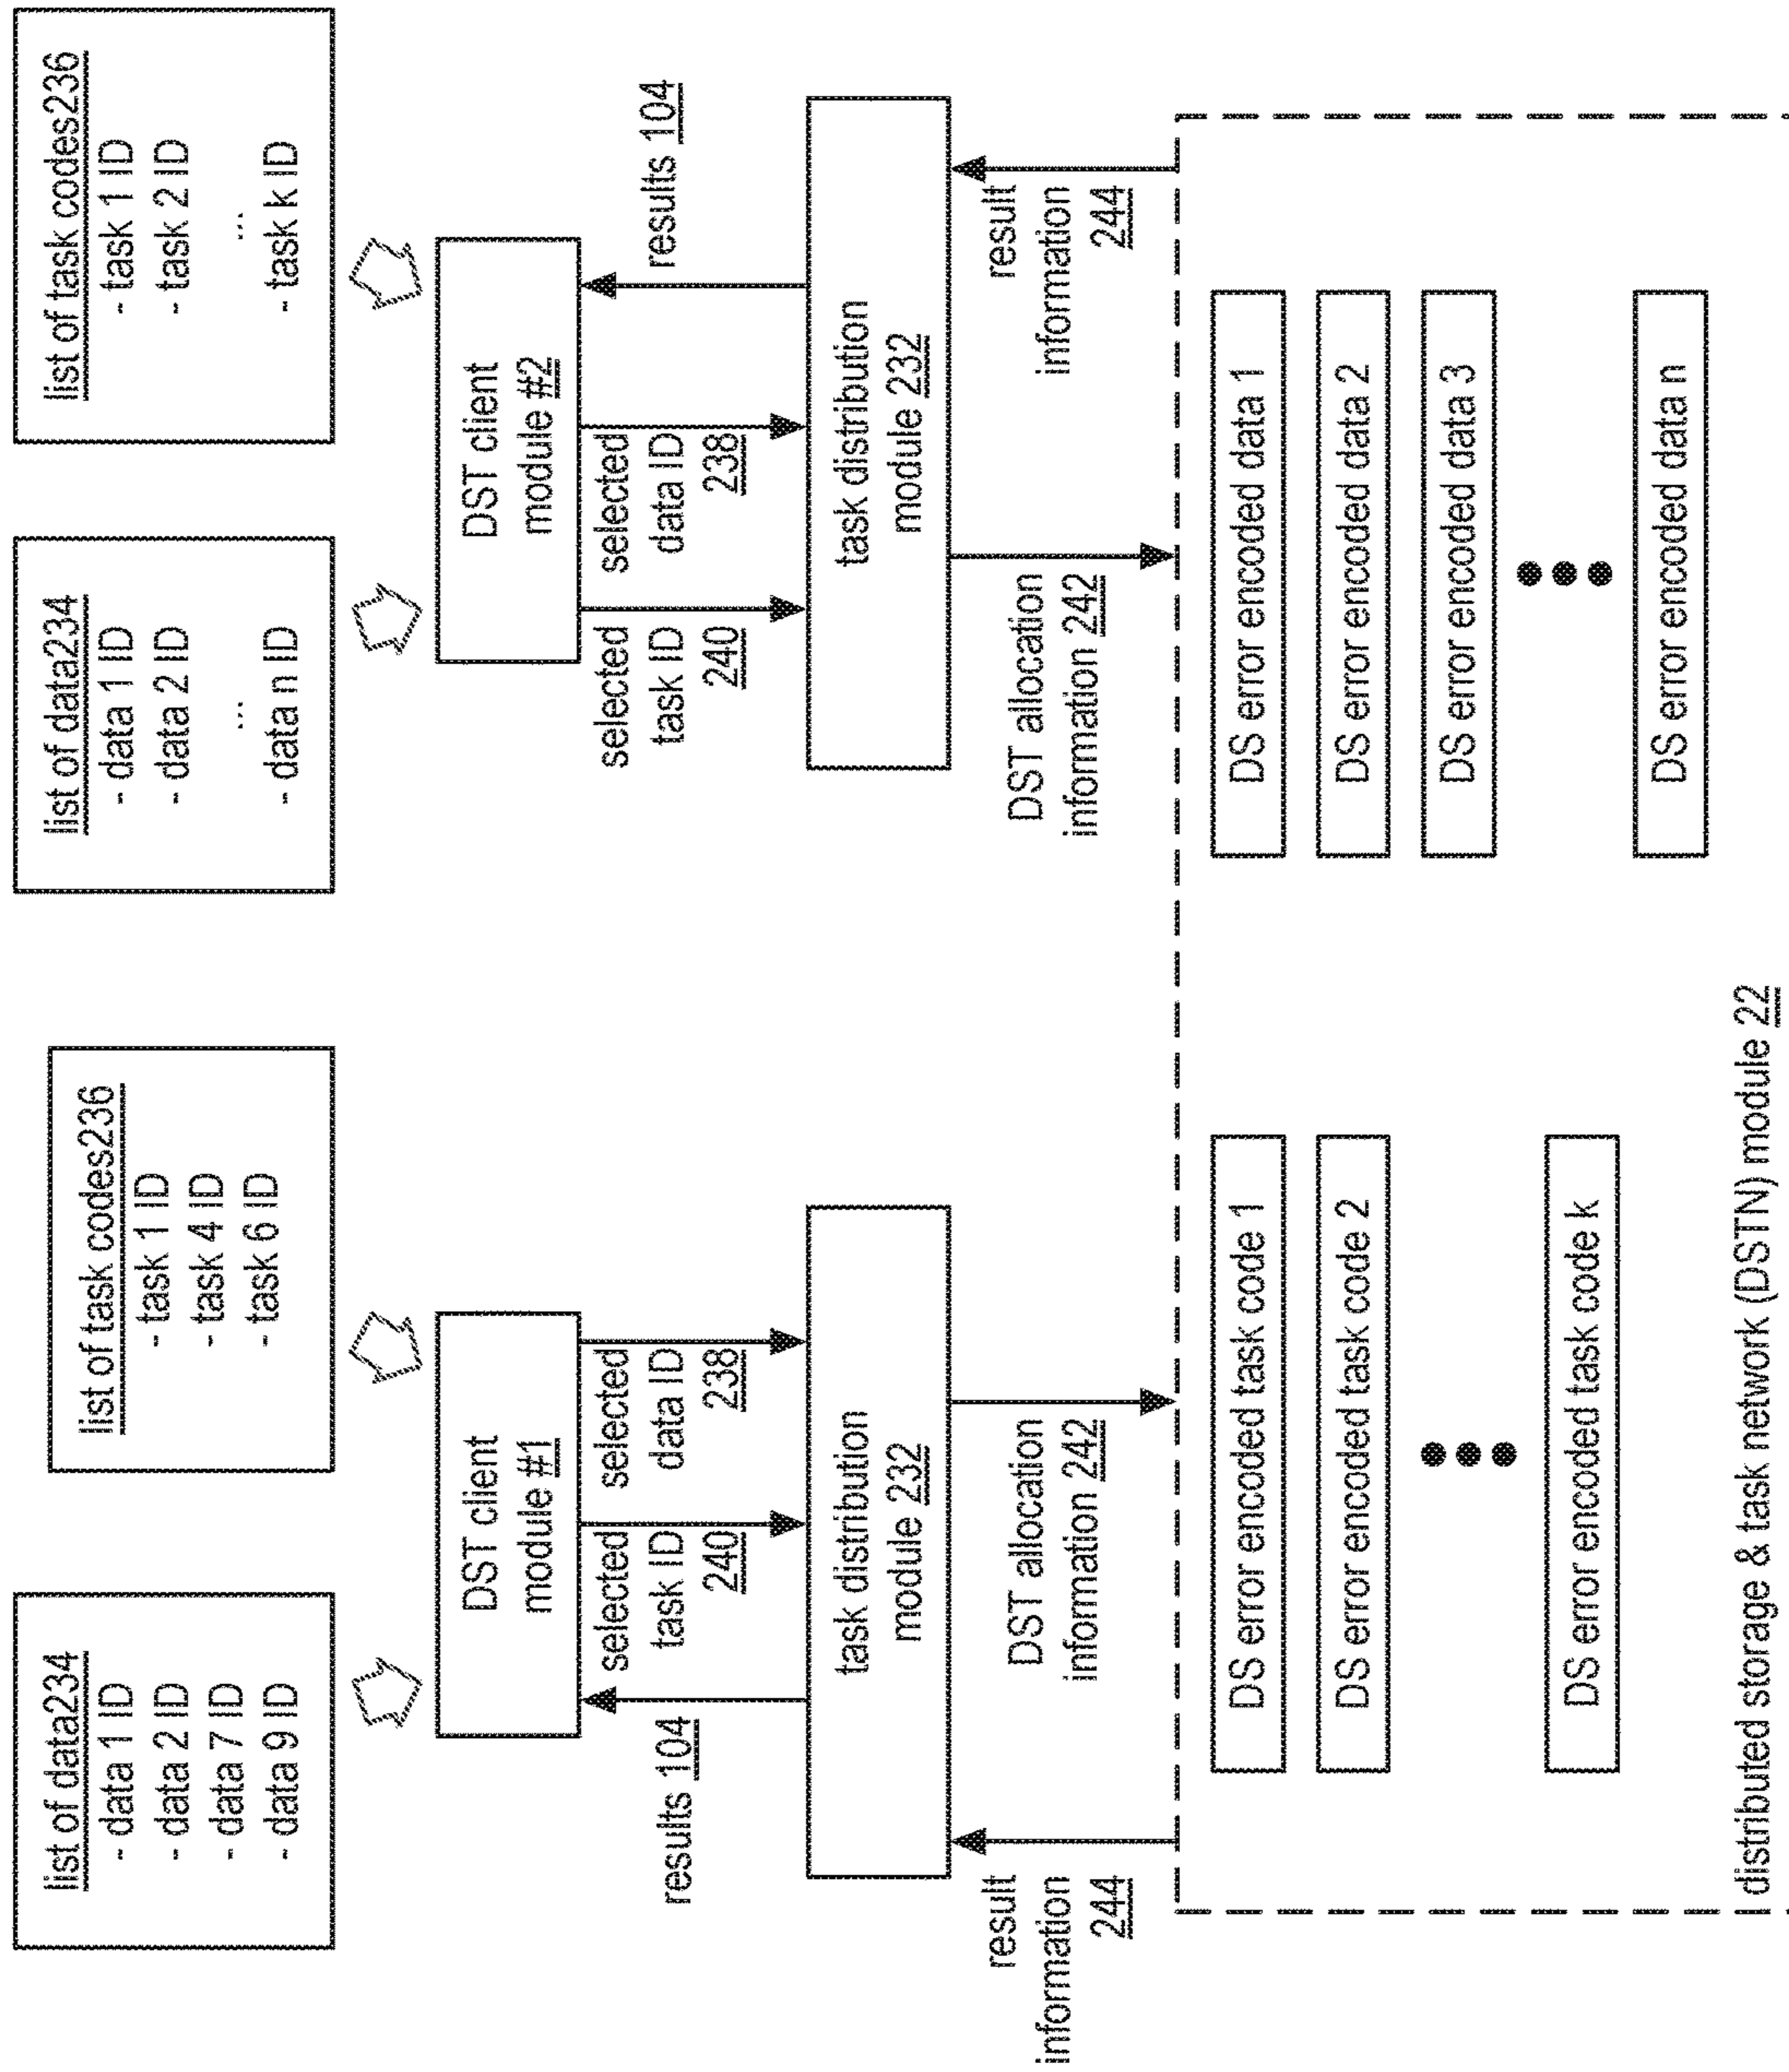 list of data234
- data 1 ID
- data 2 ID
- data 7 ID
- data 9 ID
list of task codes236
- task 1 ID
- task 4 ID
- task 6 ID
list of data234
- data 1 ID
- data 2 ID
...
- data n ID
list of task codes236
- task 1 ID
- task 2 ID
...
- task k ID
DST client
module #1
DST client
module #2
results 104
selected
task ID
240
selected
data ID
238
selected
task ID
240
selected
data ID
238
results 104
task distribution
module 232
task distribution
module 232
result
information
244
DST allocation
information 242
DST allocation
information 242
result
information
244
DS error encoded task code 1
DS error encoded task code 2
DS error encoded task code k
DS error encoded data 1
DS error encoded data 2
DS error encoded data 3
DS error encoded data n
distributed storage & task network (DSTN) module 22